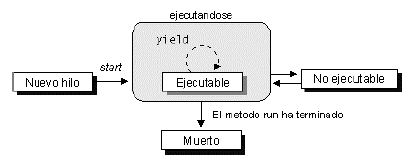 ejecutandose
yield
start
Nuevo hilo
Ejecutable
No ejecutable
El metodo run ha terminado
Muerto